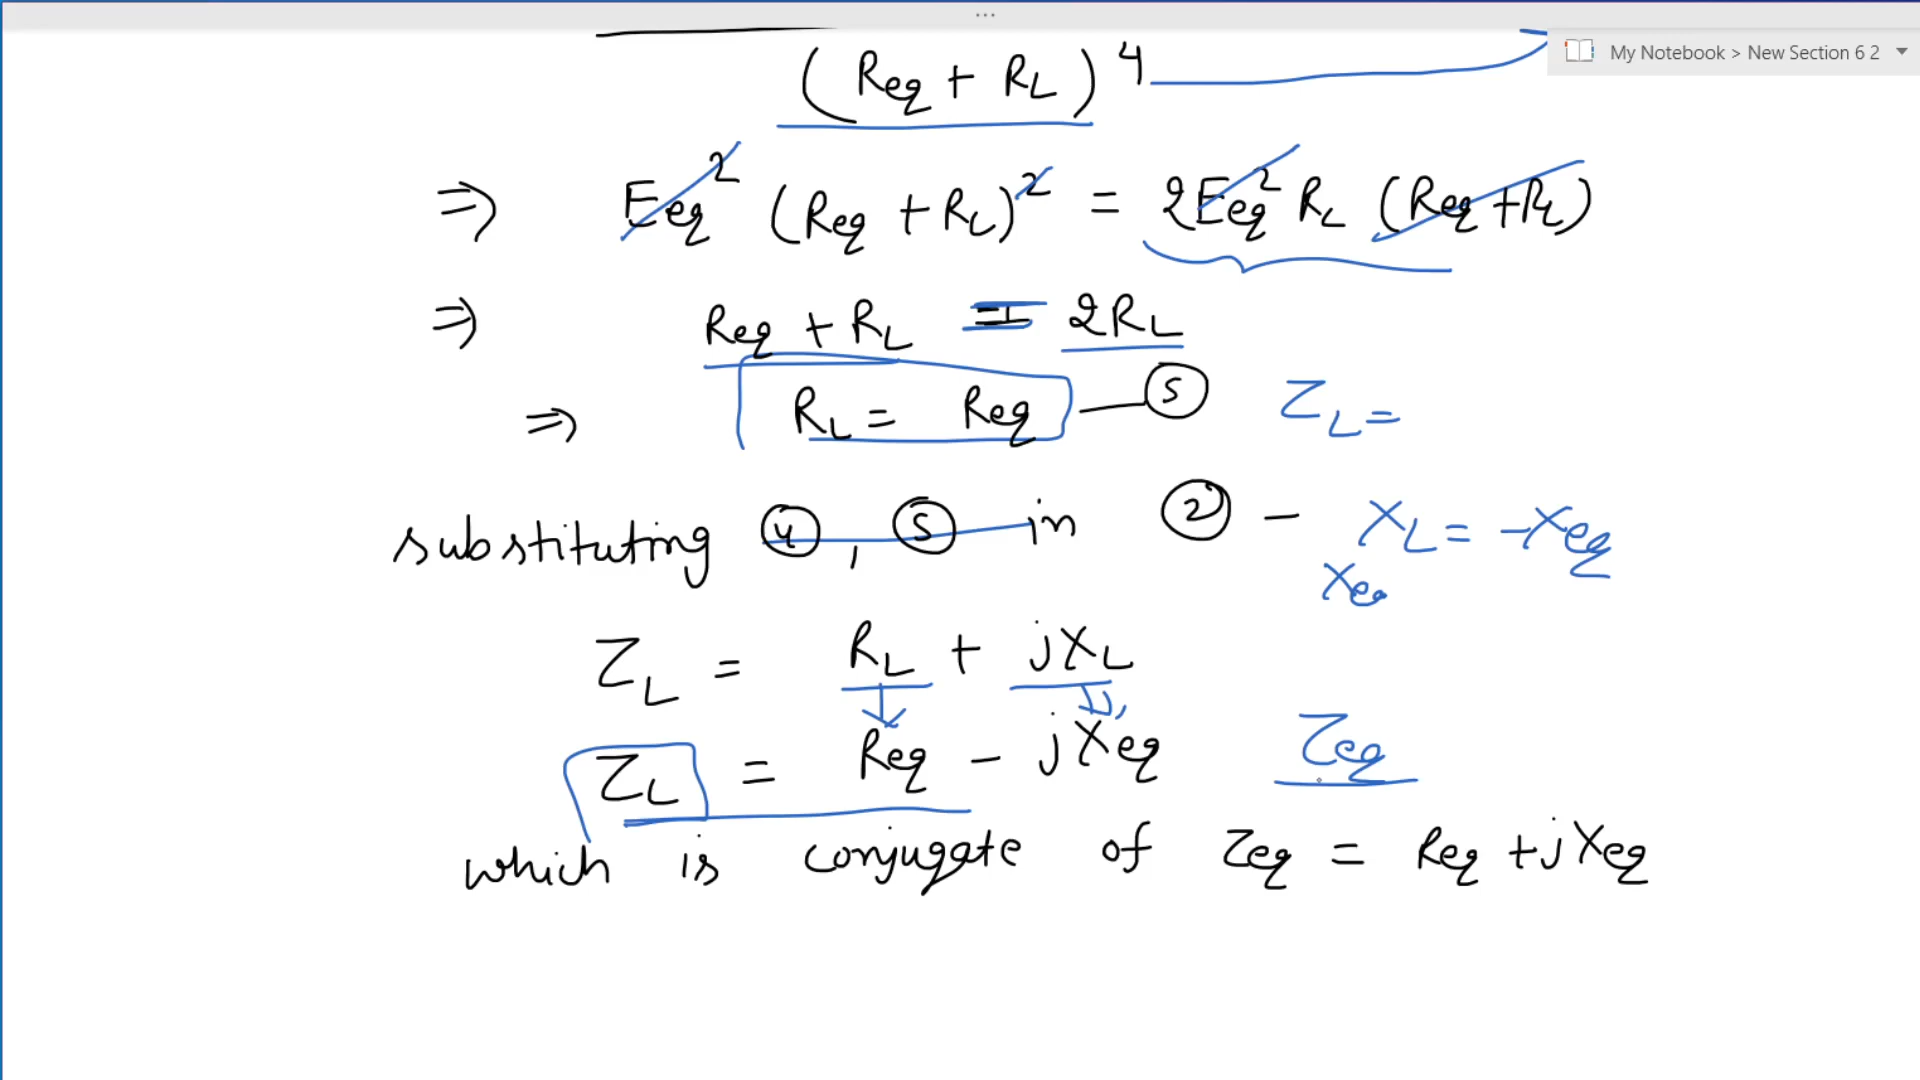 ...
My Notebook > New Section 6 2
(Req + RL)^4
⇒ Eeq² (Req + RL)² = 2Eeq² RL (Req + RL)
⇒ Req + RL = 2RL
⇒ RL = Req — ⑤ ZL =
substituting ④, ⑤ in ② – XL = -Xeq
Xeq
ZL = RL + jXL
ZL = Req - jXeq Zeq
which is conjugate of Zeq = Req + jXeq